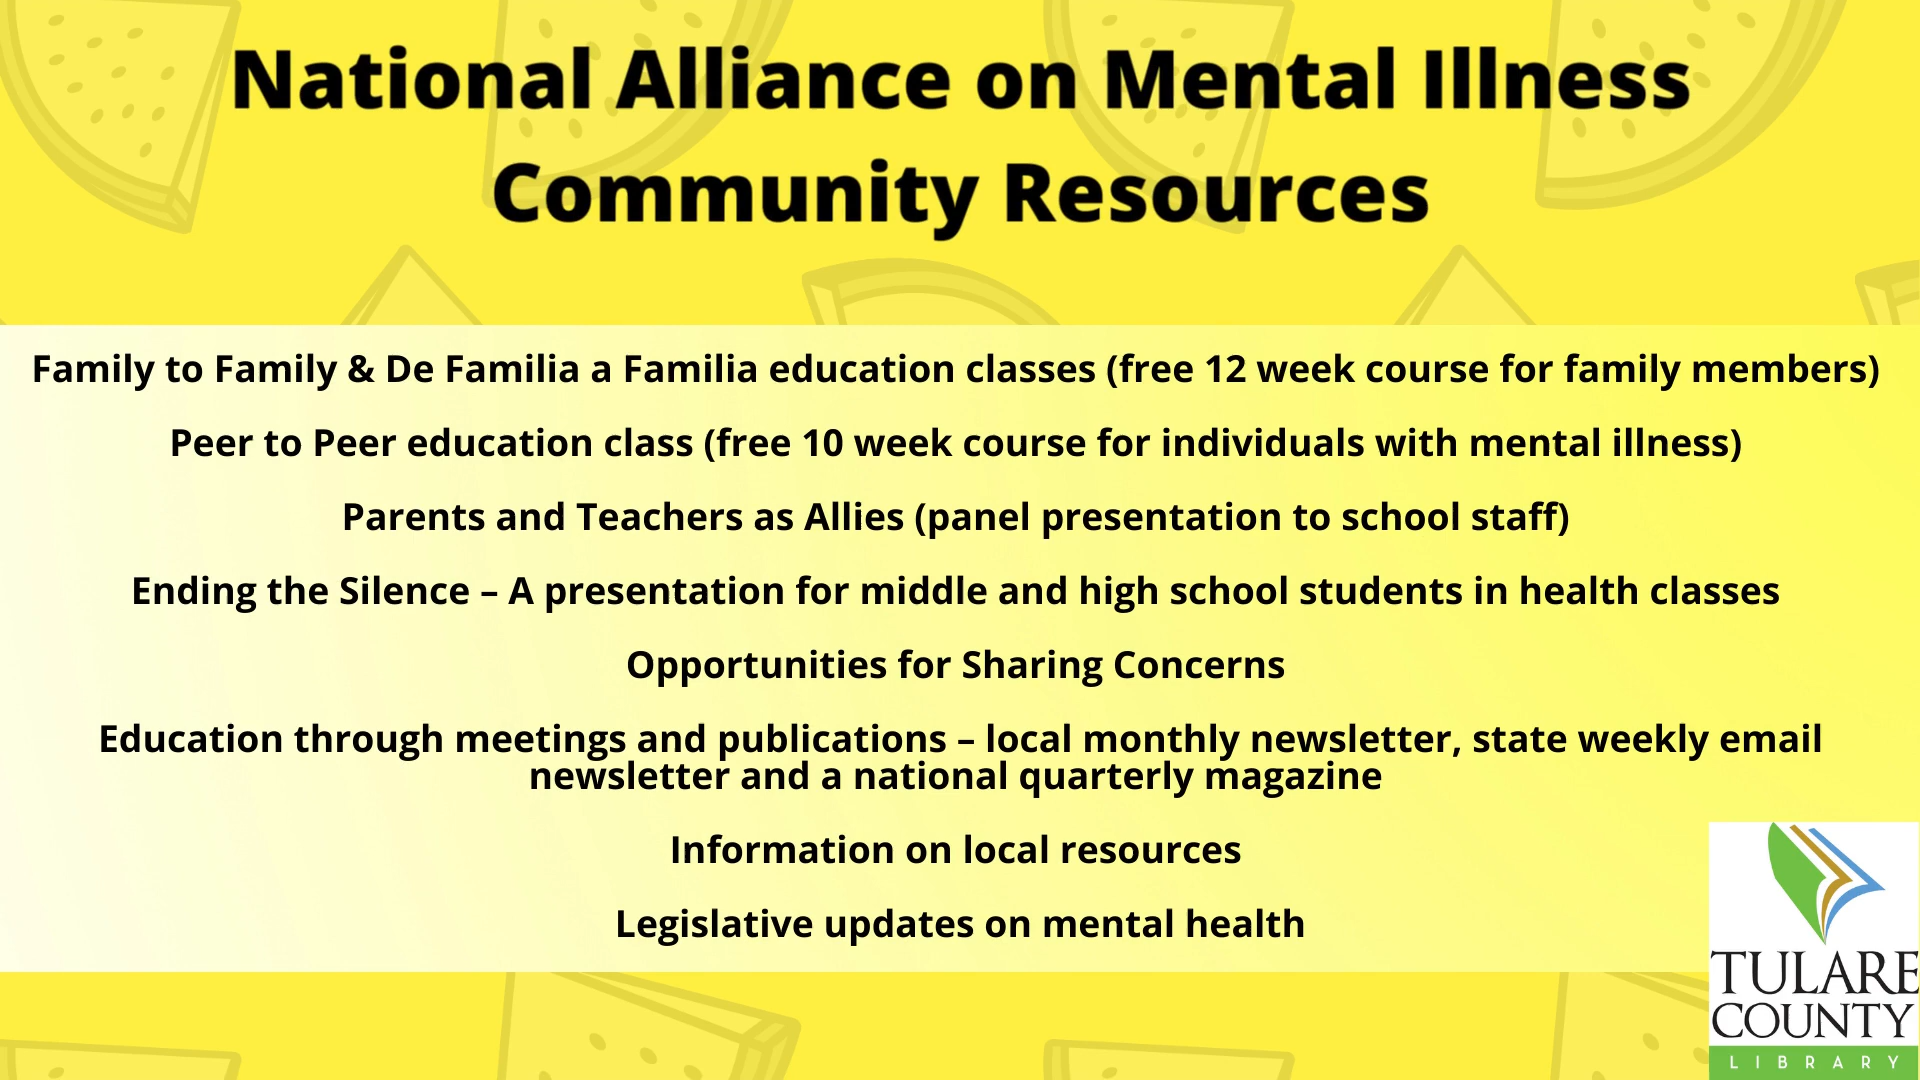 National Alliance on Mental Illness
Community Resources
Family to Family & De Familia a Familia education classes (free 12 week course for family members)
Peer to Peer education class (free 10 week course for individuals with mental illness)
Parents and Teachers as Allies (panel presentation to school staff)
Ending the Silence – A presentation for middle and high school students in health classes
Opportunities for Sharing Concerns
Education through meetings and publications – local monthly newsletter, state weekly email
newsletter and a national quarterly magazine
Information on local resources
Legislative updates on mental health
TULARE
COUNTY
LIBRARY